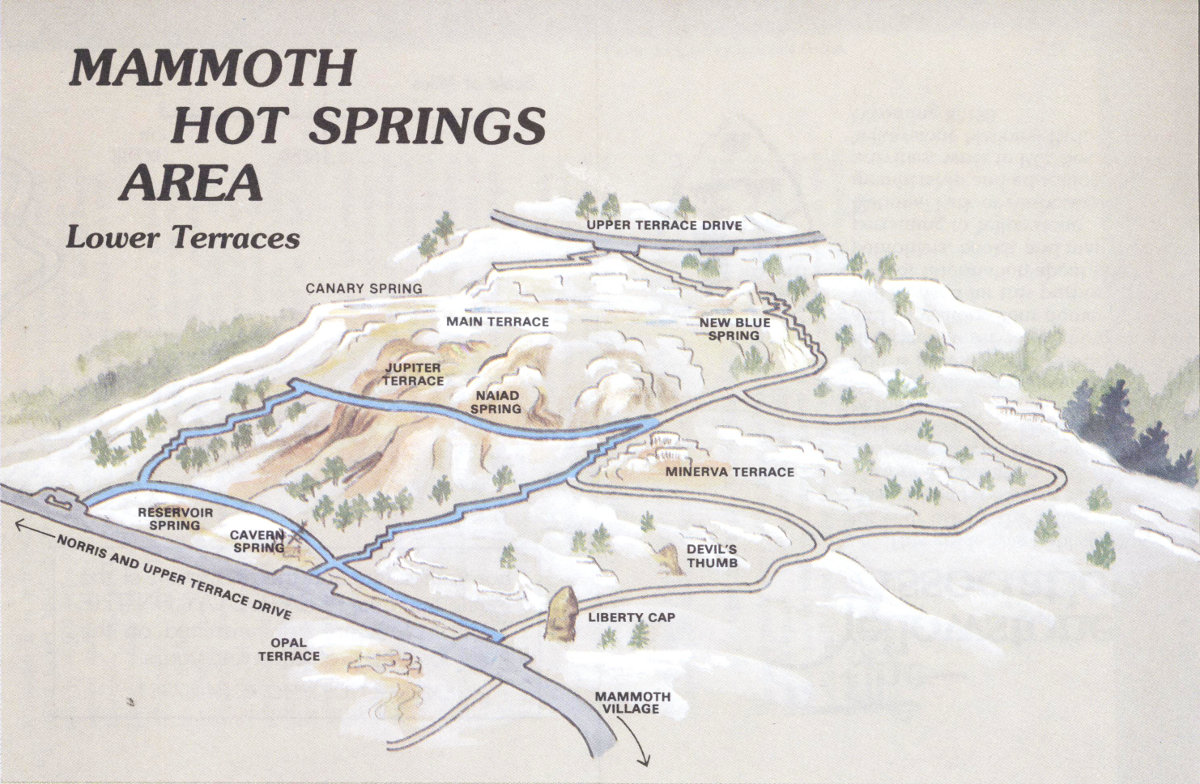 MAMMOTH
HOT SPRINGS
AREA
Lower Terraces
UPPER TERRACE DRIVE
CANARY SPRING
MAIN TERRACE
NEW BLUE
SPRING
JUPITER
TERRACE
NAIAD
SPRING
MINERVA TERRACE
RESERVOIR
SPRING
CAVERN
SPRING
DEVIL'S
THUMB
NORRIS AND UPPER TERRACE DRIVE
LIBERTY CAP
OPAL
TERRACE
MAMMOTH
VILLAGE